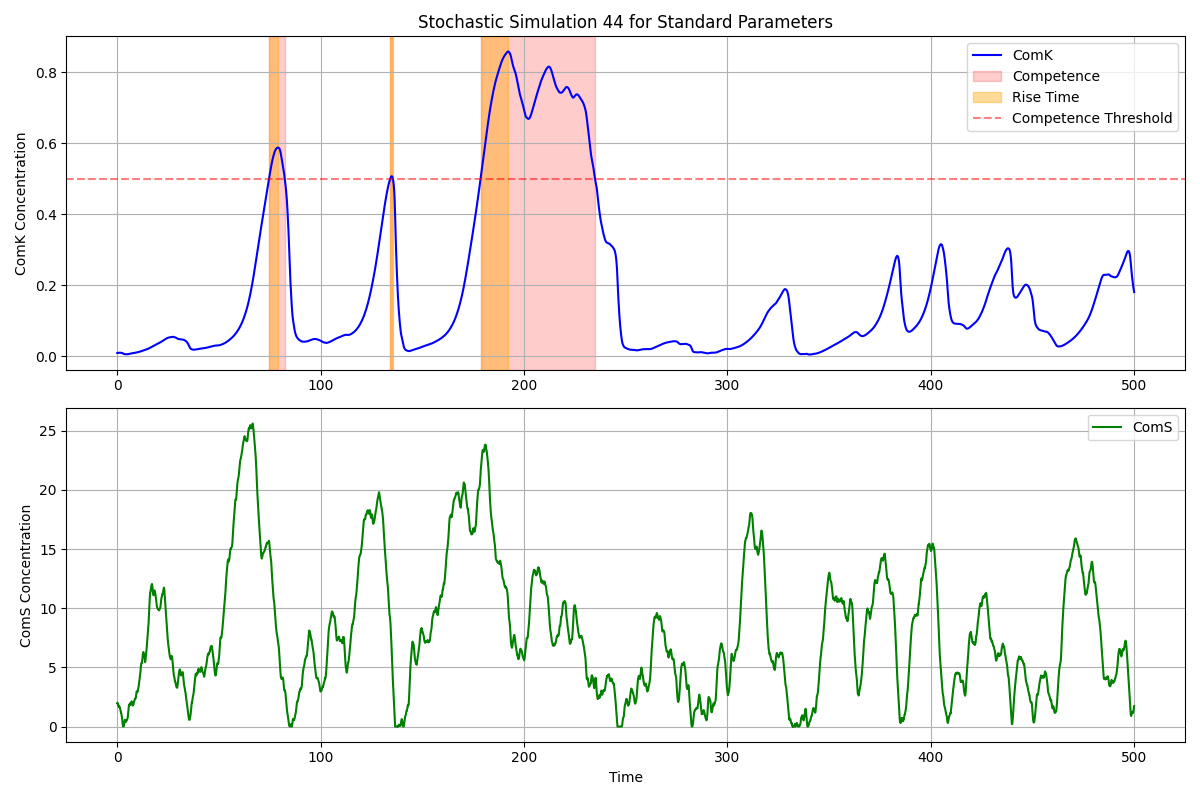 Stochastic Simulation 44 for Standard Parameters
ComK Concentration
0.8
0.6
0.4
0.2
0.0
ComK
Competence
Rise Time
Competence Threshold
0 100 200 300 400 500
ComS Concentration
25
20
15
10
5
0
ComS
0 100 200 300 400 500
Time